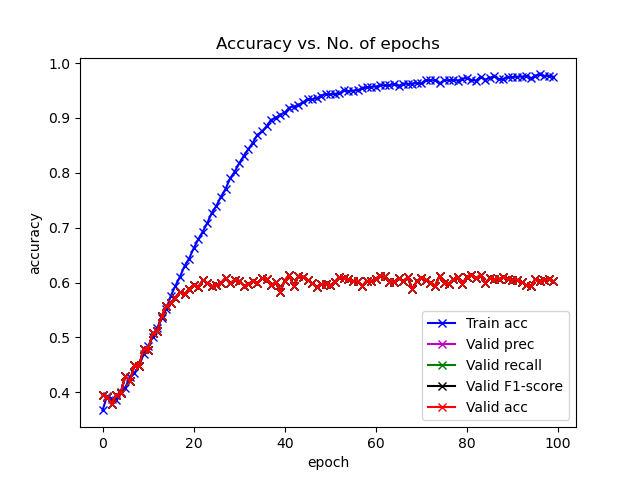 Accuracy vs. No. of epochs
accuracy
1.0
0.9
0.8
0.7
0.6
0.5
0.4
Train acc
Valid prec
Valid recall
Valid F1-score
Valid acc
0 20 40 60 80 100
epoch